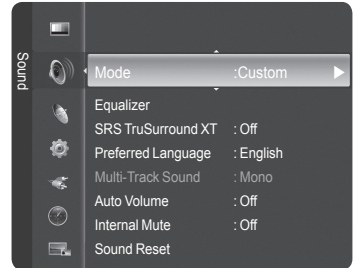 Sound
Mode :Custom
Equalizer
SRS TruSurround XT : Off
Preferred Language : English
Multi-Track Sound : Mono
Auto Volume : Off
Internal Mute : Off
Sound Reset